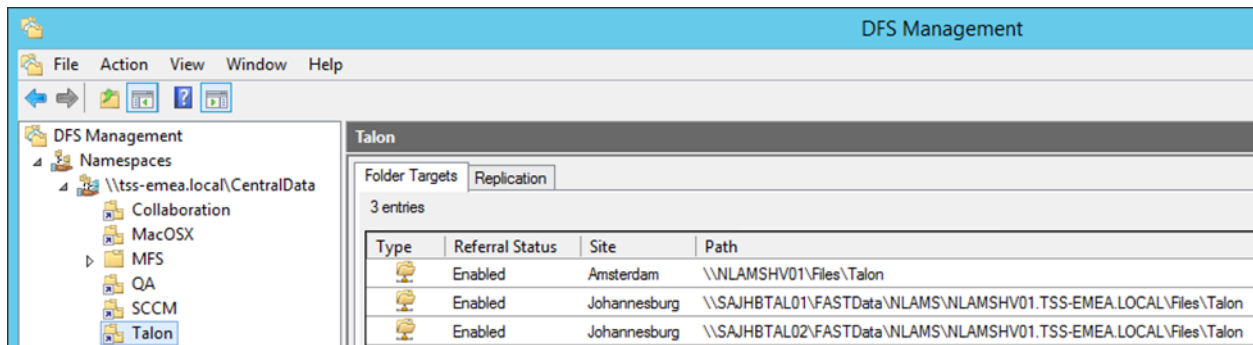 DFS Management
File Action View Window Help
DFS Management
Namespaces
\\tss-emea.local\CentralData
Collaboration
MacOSX
MFS
QA
SCCM
Talon
Talon
Folder Targets Replication
3 entries
Type Referral Status Site Path
Enabled Amsterdam \\NLAMSHV01\Files\Talon
Enabled Johannesburg \\SAJHBTAL01\FASTData\NLAMS\NLAMSHV01.TSS-EMEA.LOCAL\Files\Talon
Enabled Johannesburg \\SAJHBTAL02\FASTData\NLAMS\NLAMSHV01.TSS-EMEA.LOCAL\Files\Talon